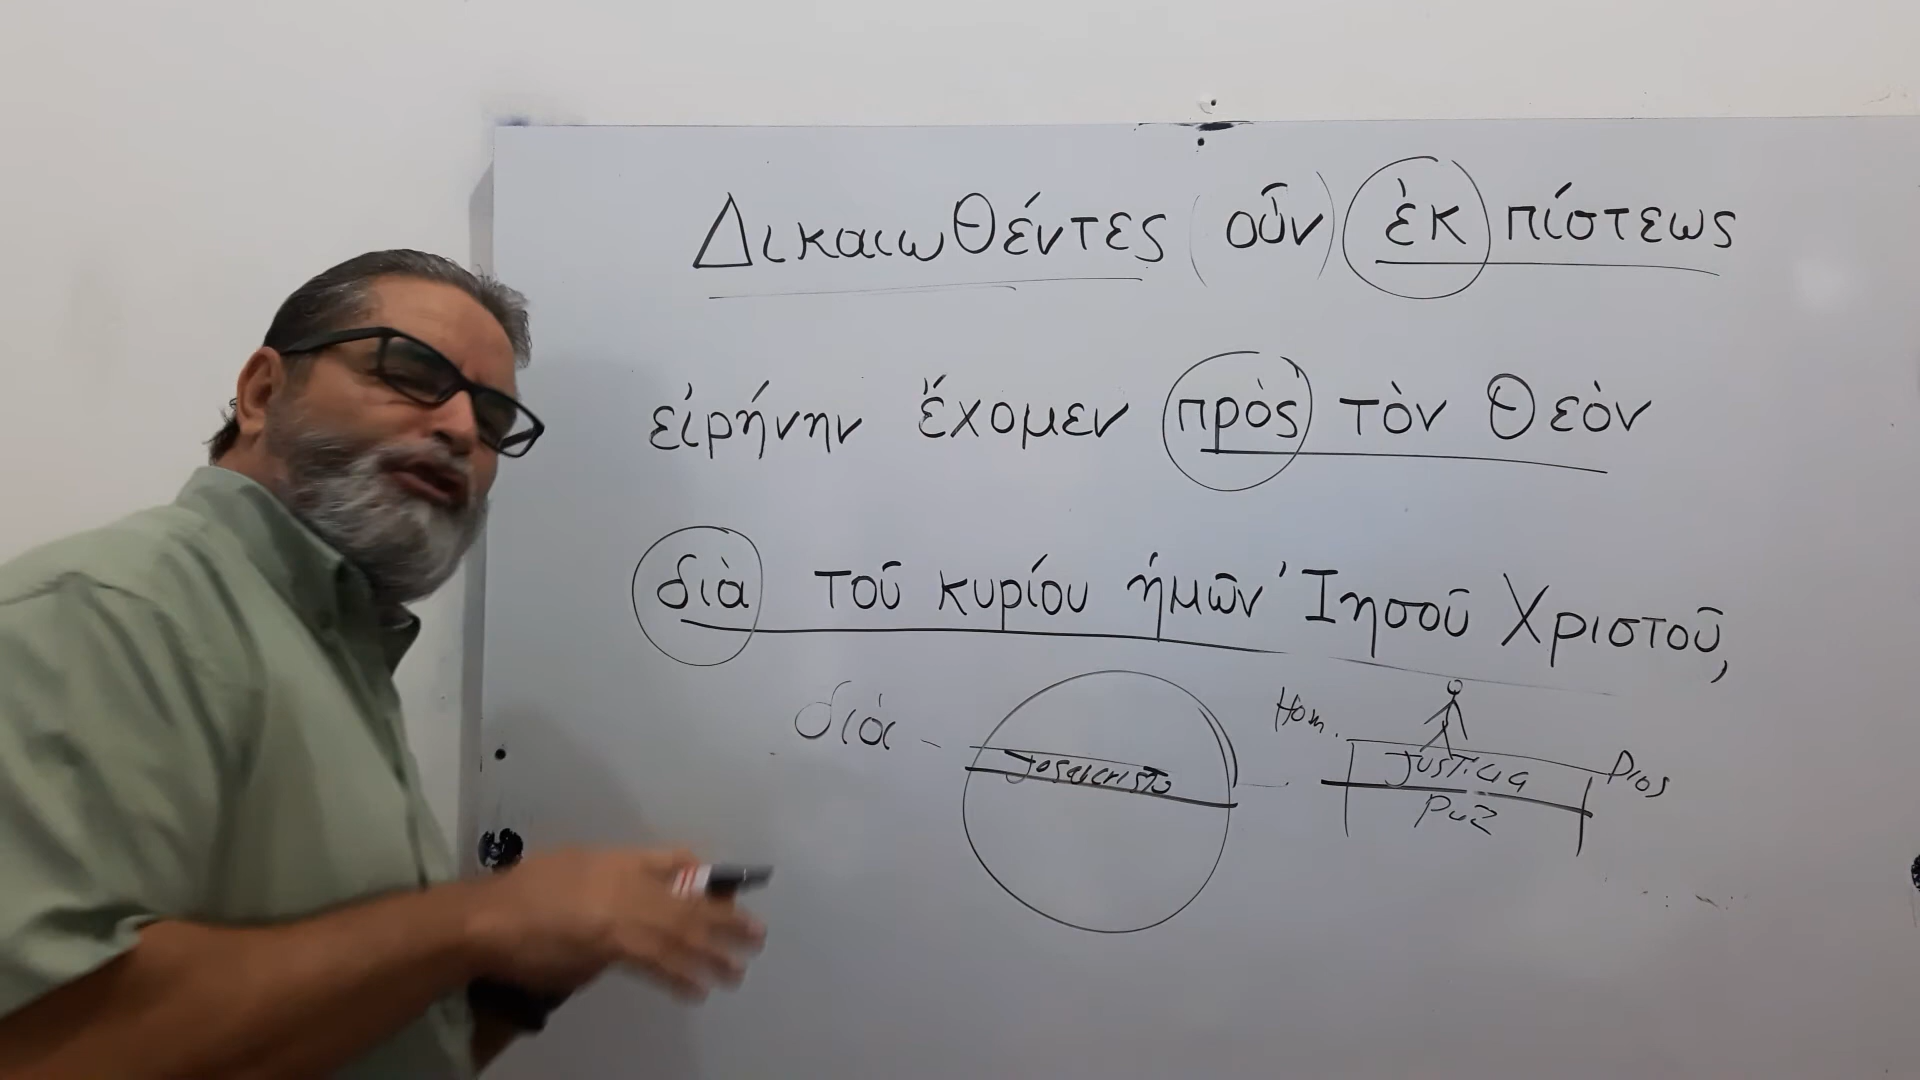 Δικαιωθέντες (οὖν) ἐκ πίστεως
εἰρήνην ἔχομεν πρὸς τὸν Θεὸν
διὰ τοῦ κυρίου ἡμῶν Ἰησοῦ Χριστοῦ,
διά - Jesucristo
Hom. Justicia Dios
Paz